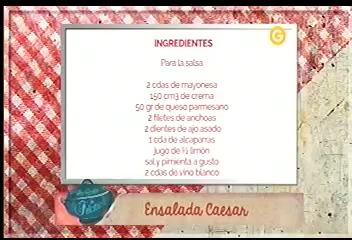 INGREDIENTES
Para la salsa
2 cdas de mayonesa
150 cm3 de crema
50 gr de queso parmesano
2 filetes de anchoas
2 dientes de ajo asado
1 cda de alcaparras
Jugo de ½ limón
sal y pimienta a gusto
2 cdas de vino blanco
Ensalada Caesar